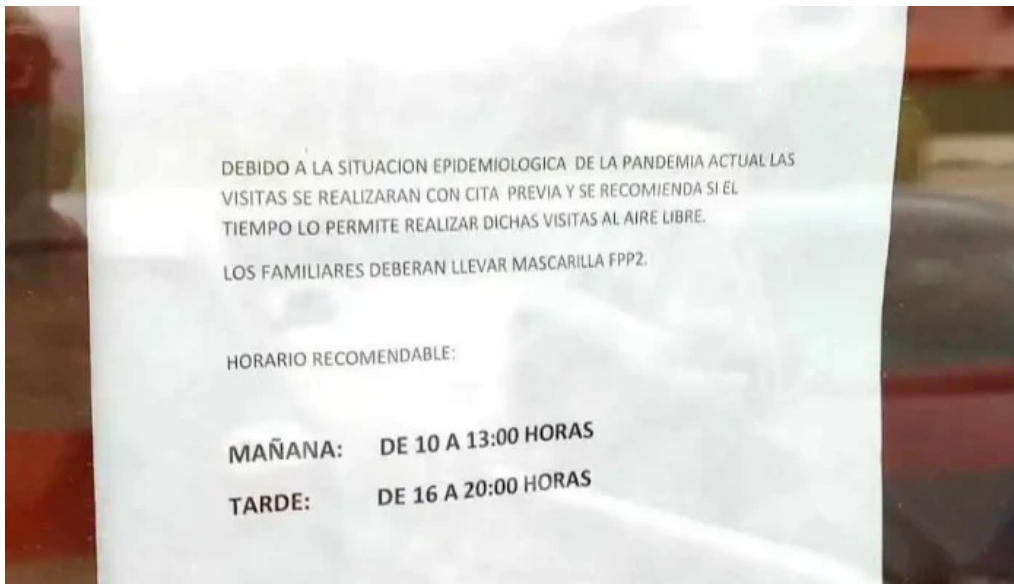 DEBIDO A LA SITUACION EPIDEMIOLOGICA DE LA PANDEMIA ACTUAL LAS
VISITAS SE REALIZARAN CON CITA PREVIA Y SE RECOMIENDA SI EL
TIEMPO LO PERMITE REALIZAR DICHAS VISITAS AL AIRE LIBRE.
LOS FAMILIARES DEBERAN LLEVAR MASCARILLA FPP2.
HORARIO RECOMENDABLE:
MAÑANA: DE 10 A 13:00 HORAS
TARDE: DE 16 A 20:00 HORAS